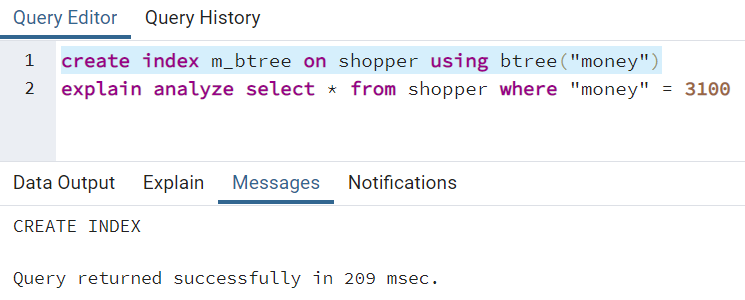 Query Editor Query History
1 create index m_btree on shopper using btree("money")
2 explain analyze select * from shopper where "money" = 3100
Data Output Explain Messages Notifications
CREATE INDEX
Query returned successfully in 209 msec.